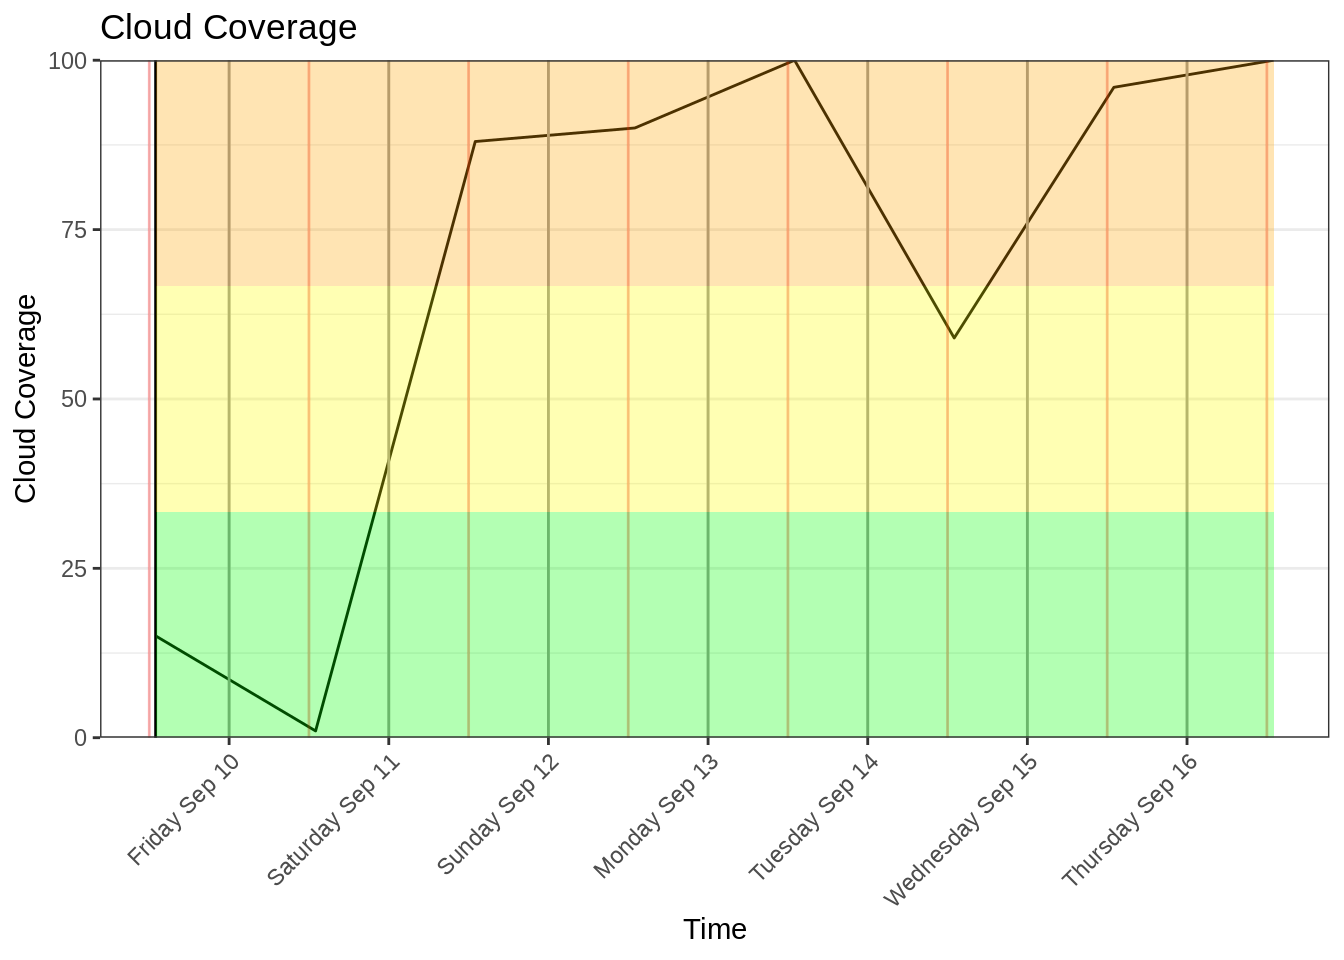 Cloud Coverage
Cloud Coverage
100
75
50
25
0
Friday Sep 10
Saturday Sep 11
Sunday Sep 12
Monday Sep 13
Tuesday Sep 14
Wednesday Sep 15
Thursday Sep 16
Time